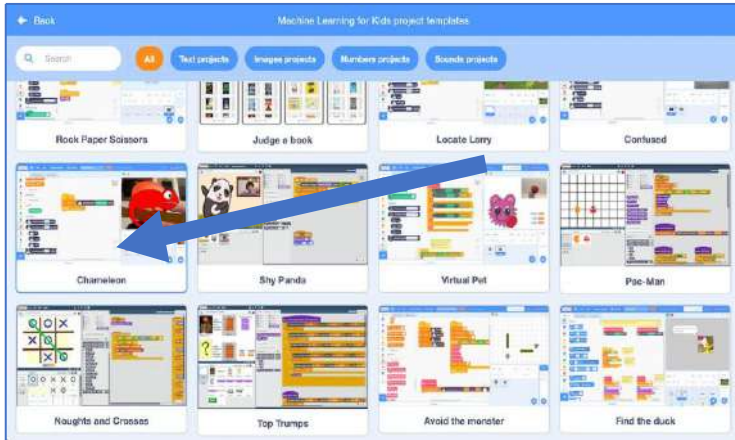 Back
Machine Learning for Kids project templates
Search
All
Text projects
Images projects
Numbers projects
Sounds projects
Rock Paper Scissors
Judge a book
Locate Larry
Confused
Chameleon
Shy Panda
Virtual Pet
Pac-Man
Noughts and Crosses
Top Trumps
Avoid the monster
Find the duck